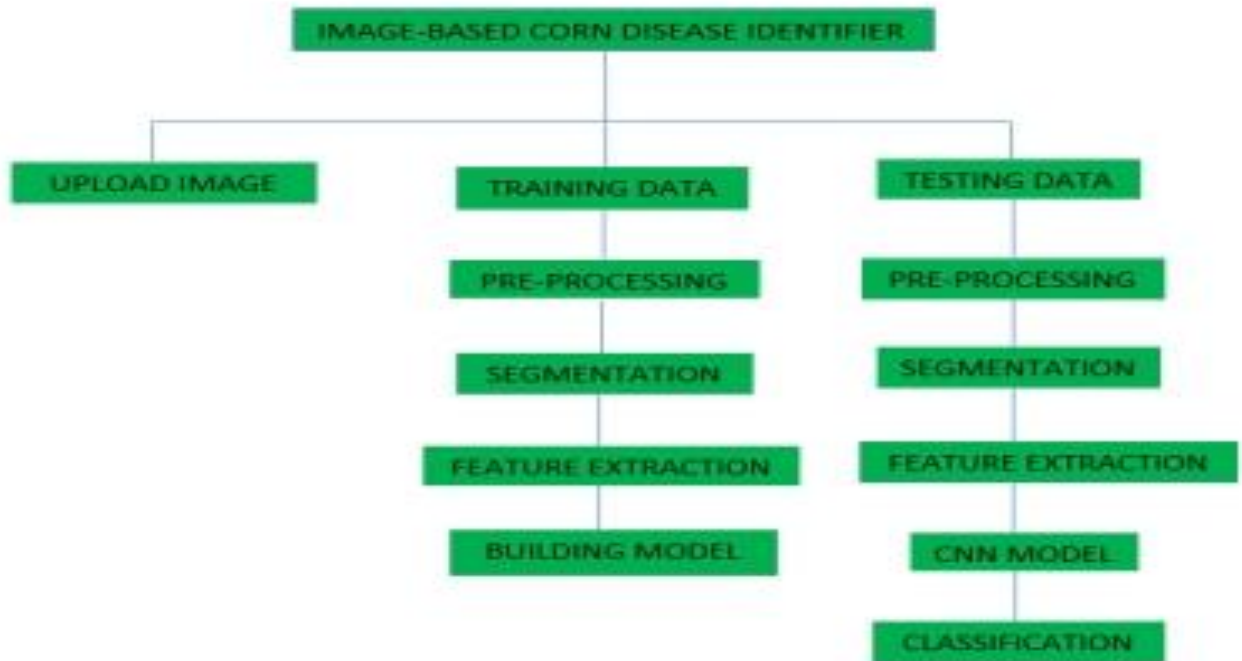 IMAGE-BASED CORN DISEASE IDENTIFIER
UPLOAD IMAGE
TRAINING DATA
PRE-PROCESSING
SEGMENTATION
FEATURE EXTRACTION
BUILDING MODEL
TESTING DATA
PRE-PROCESSING
SEGMENTATION
FEATURE EXTRACTION
CNN MODEL
CLASSIFICATION